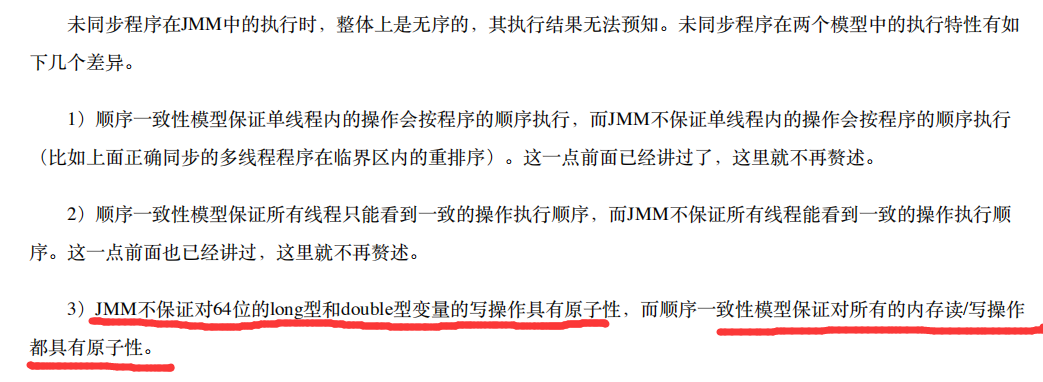 未同步程序在JMM中的执行时，整体上是无序的，其执行结果无法预知。未同步程序在两个模型中的执行特性有如
下几个差异。
1）顺序一致性模型保证单线程内的操作会按程序的顺序执行，而JMM不保证单线程内的操作会按程序的顺序执行
（比如上面正确同步的多线程程序在临界区内的重排序）。这一点前面已经讲过了，这里就不再赘述。
2）顺序一致性模型保证所有线程只能看到一致的操作执行顺序，而JMM不保证所有线程能看到一致的操作执行顺
序。这一点前面也已经讲过，这里就不再赘述。
3）JMM不保证对64位的long型和double型变量的写操作具有原子性，而顺序一致性模型保证对所有的内存读/写操作
都具有原子性。